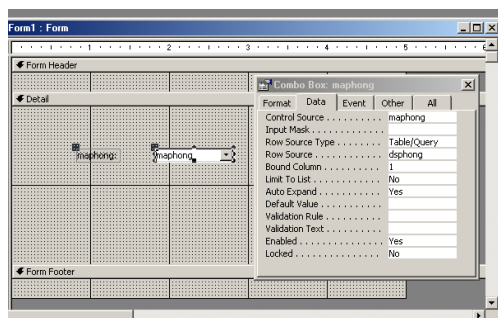 Form1 : Form
1 2 3 4 5 6
Form Header
Detail
maphong:
maphong
Form Footer
Combo Box: maphong
Format Data Event Other All
Control Source . . . . . . . . . . maphong
Input Mask . . . . . . . . . . . . .
Row Source Type . . . . . . . . Table/Query
Row Source . . . . . . . . . . . . dsphong
Bound Column . . . . . . . . . . 1
Limit To List . . . . . . . . . . . . No
Auto Expand . . . . . . . . . . . Yes
Default Value . . . . . . . . . . .
Validation Rule . . . . . . . . . .
Validation Text . . . . . . . . . .
Enabled . . . . . . . . . . . . . . . Yes
Locked . . . . . . . . . . . . . . . . No